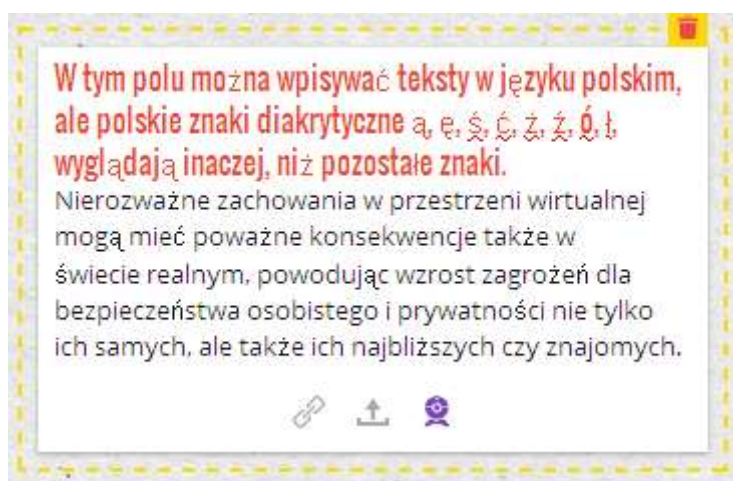 W tym polu można wpisywać teksty w języku polskim,
ale polskie znaki diakrytyczne ą, ę, ś, ć, ż, ź, ó, ł,
wyglądają inaczej, niż pozostałe znaki.
Nierozważne zachowania w przestrzeni wirtualnej
mogą mieć poważne konsekwencje także w
świecie realnym, powodując wzrost zagrożeń dla
bezpieczeństwa osobistego i prywatności nie tylko
ich samych, ale także ich najbliższych czy znajomych.